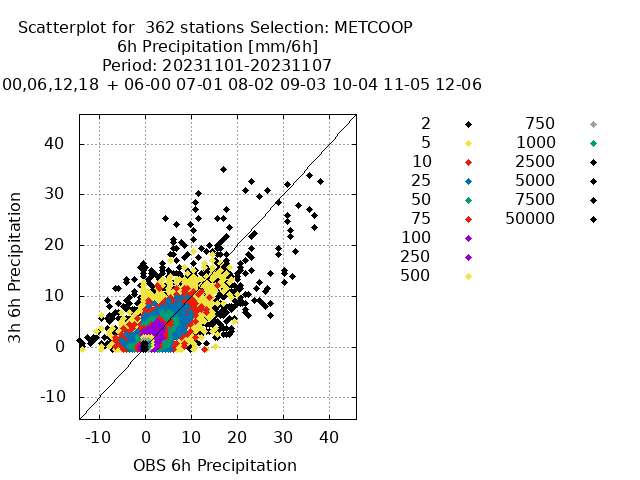 Scatterplot for  362 stations Selection: METCOOP
6h Precipitation [mm/6h]
Period: 20231101-20231107
00,06,12,18 + 06-00 07-01 08-02 09-03 10-04 11-05 12-06
3h 6h Precipitation
40
30
20
10
0
-10
-10 0 10 20 30 40
OBS 6h Precipitation
2 750
5 1000
10 2500
25 5000
50 7500
75 50000
100
250
500